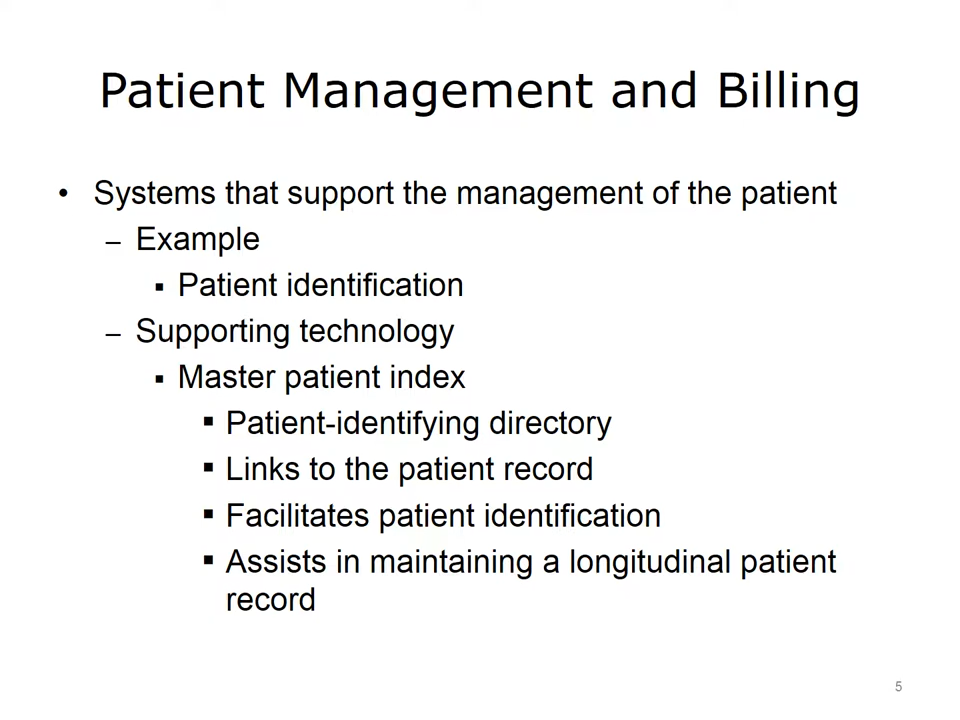 Patient Management and Billing
• Systems that support the management of the patient
– Example
▪ Patient identification
– Supporting technology
▪ Master patient index
▪ Patient-identifying directory
▪ Links to the patient record
▪ Facilitates patient identification
▪ Assists in maintaining a longitudinal patient
record
5